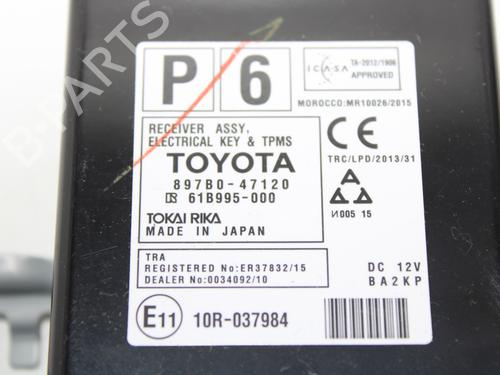 B-PARTS
P 6
ICASA
TA-2012/1906
APPROVED
MOROCCO:MR10026/2015
RECEIVER ASSY,
ELECTRICAL KEY & TPMS
CE
TOYOTA
TRC/LPD/2013/31
897B0-47120
61B995-000
TOKAI RIKA
MADE IN JAPAN
005 15
TRA
REGISTERED No:ER37832/15
DEALER No:0034092/10
DC 12V
BA2KP
E11 10R-037984